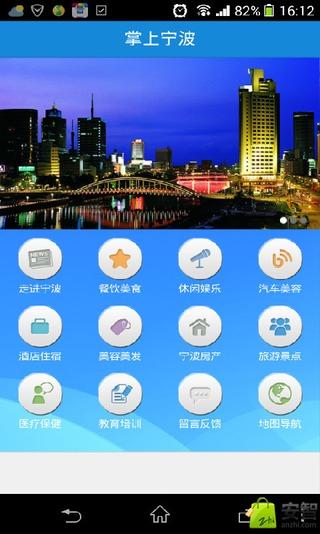 82% 16:12
掌上宁波
NEWS
走进宁波 餐饮美食 休闲娱乐 汽车美容
酒店住宿 美容美发 宁波房产 旅游景点
医疗保健 教育培训 留言反馈 地图导航
安智
anzhi.com